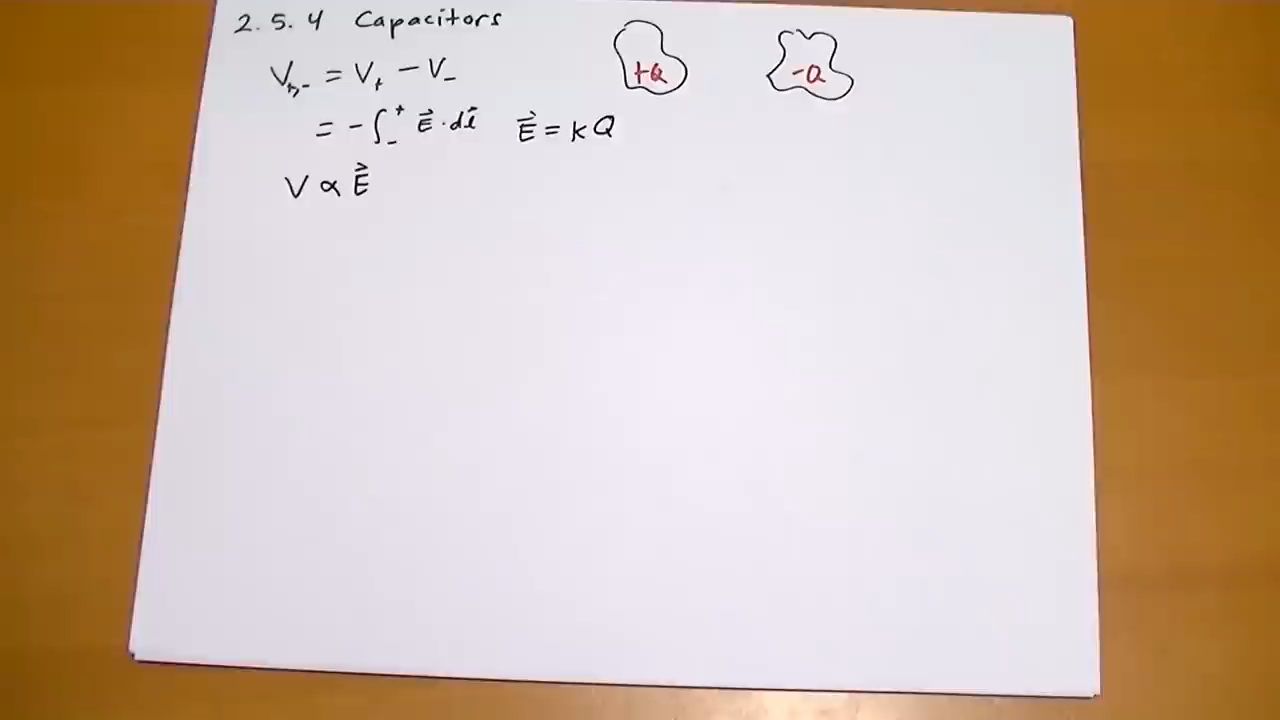 2.5.4 Capacitors
V₊,₋ = V₊ - V₋
+Q
-Q
= -∫₋⁺ E⃗ · dl⃗ E⃗ = kQ
V ∝ E⃗